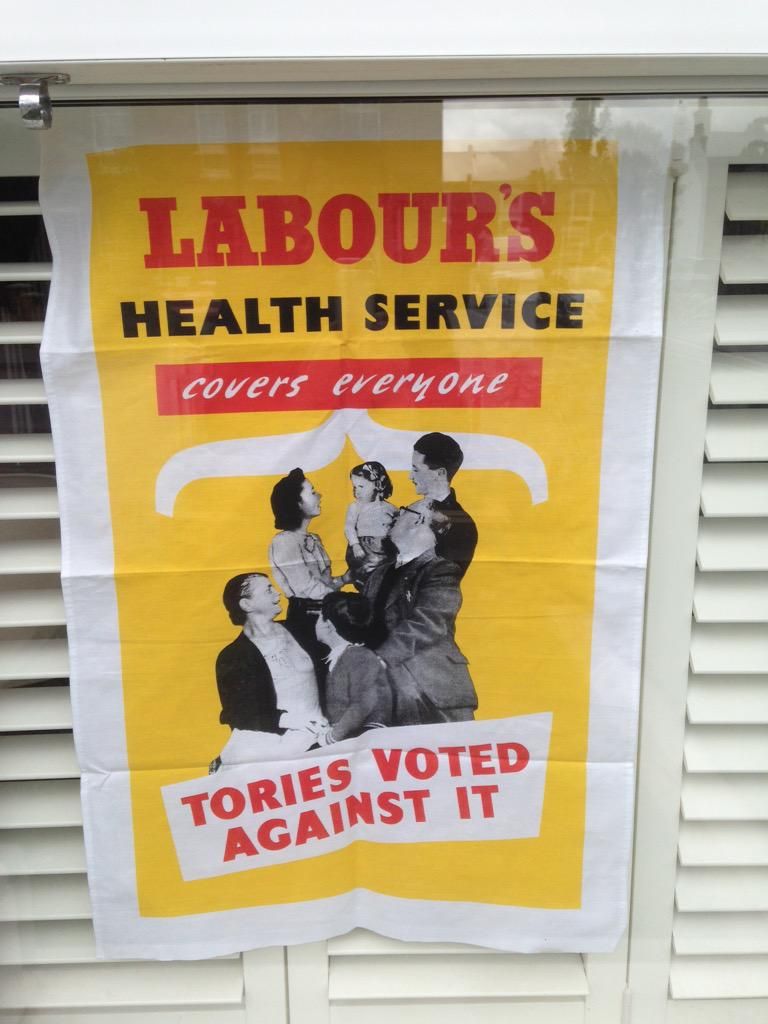 LABOUR'S
HEALTH SERVICE
covers everyone
TORIES VOTED
AGAINST IT